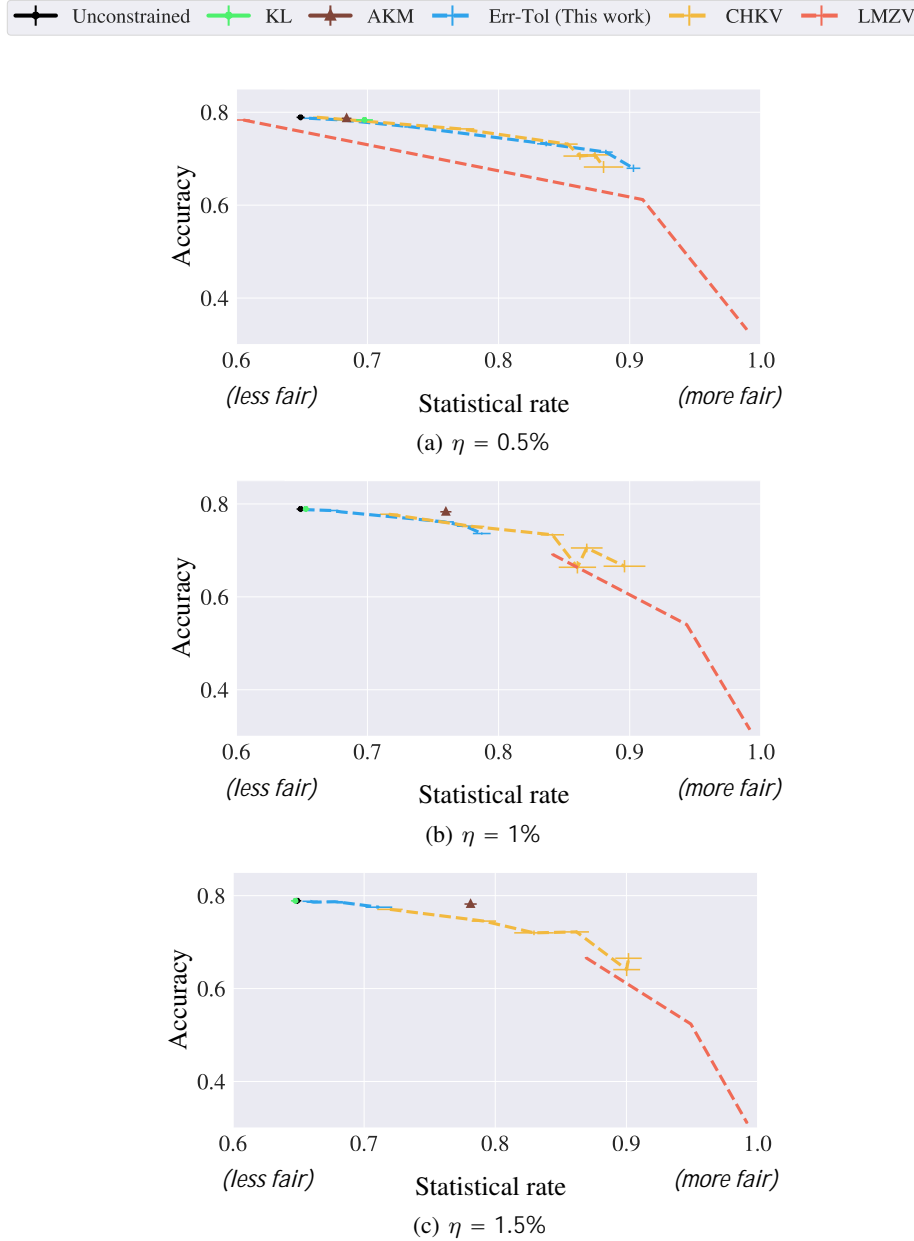 Unconstrained KL AKM Err-Tol (This work) CHKV LMZV
0.8
0.6
0.4
Accuracy
0.6 0.7 0.8 0.9 1.0
(less fair) Statistical rate (more fair)
(a) η = 0.5%
0.8
0.6
0.4
Accuracy
0.6 0.7 0.8 0.9 1.0
(less fair) Statistical rate (more fair)
(b) η = 1%
0.8
0.6
0.4
Accuracy
0.6 0.7 0.8 0.9 1.0
(less fair) Statistical rate (more fair)
(c) η = 1.5%